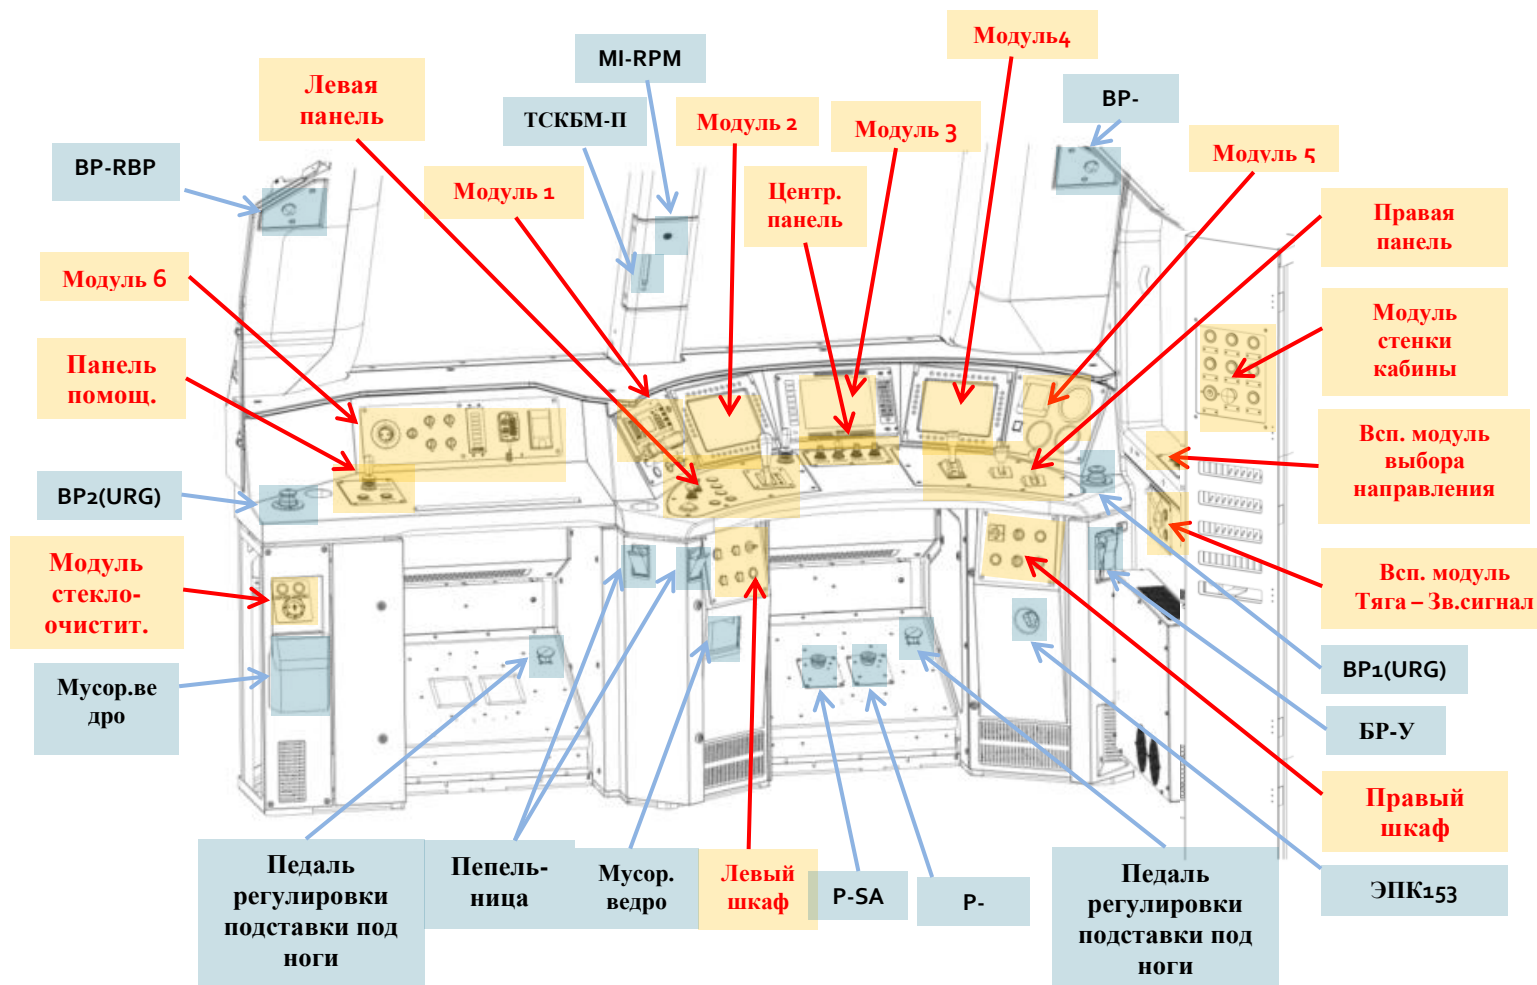 Модуль4
MI-RPM
Левая
панель
BP-
ТСКБМ-П
Модуль 2
Модуль 3
Модуль 5
BP-RBP
Модуль 1
Центр.
панель
Правая
панель
Модуль 6
Модуль
стенки
кабины
Панель
помощ.
Всп. модуль
выбора
направления
BP2(URG)
Модуль
стекло-
очистит.
Всп. модуль
Тяга – Зв.сигнал
BP1(URG)
Мусор.ве
дро
БР-У
Правый
шкаф
Педаль
регулировки
подставки под
ноги
Пепель-
ница
Мусор.
ведро
Левый
шкаф
P-SA
P-
Педаль
регулировки
подставки под
ноги
ЭПК153